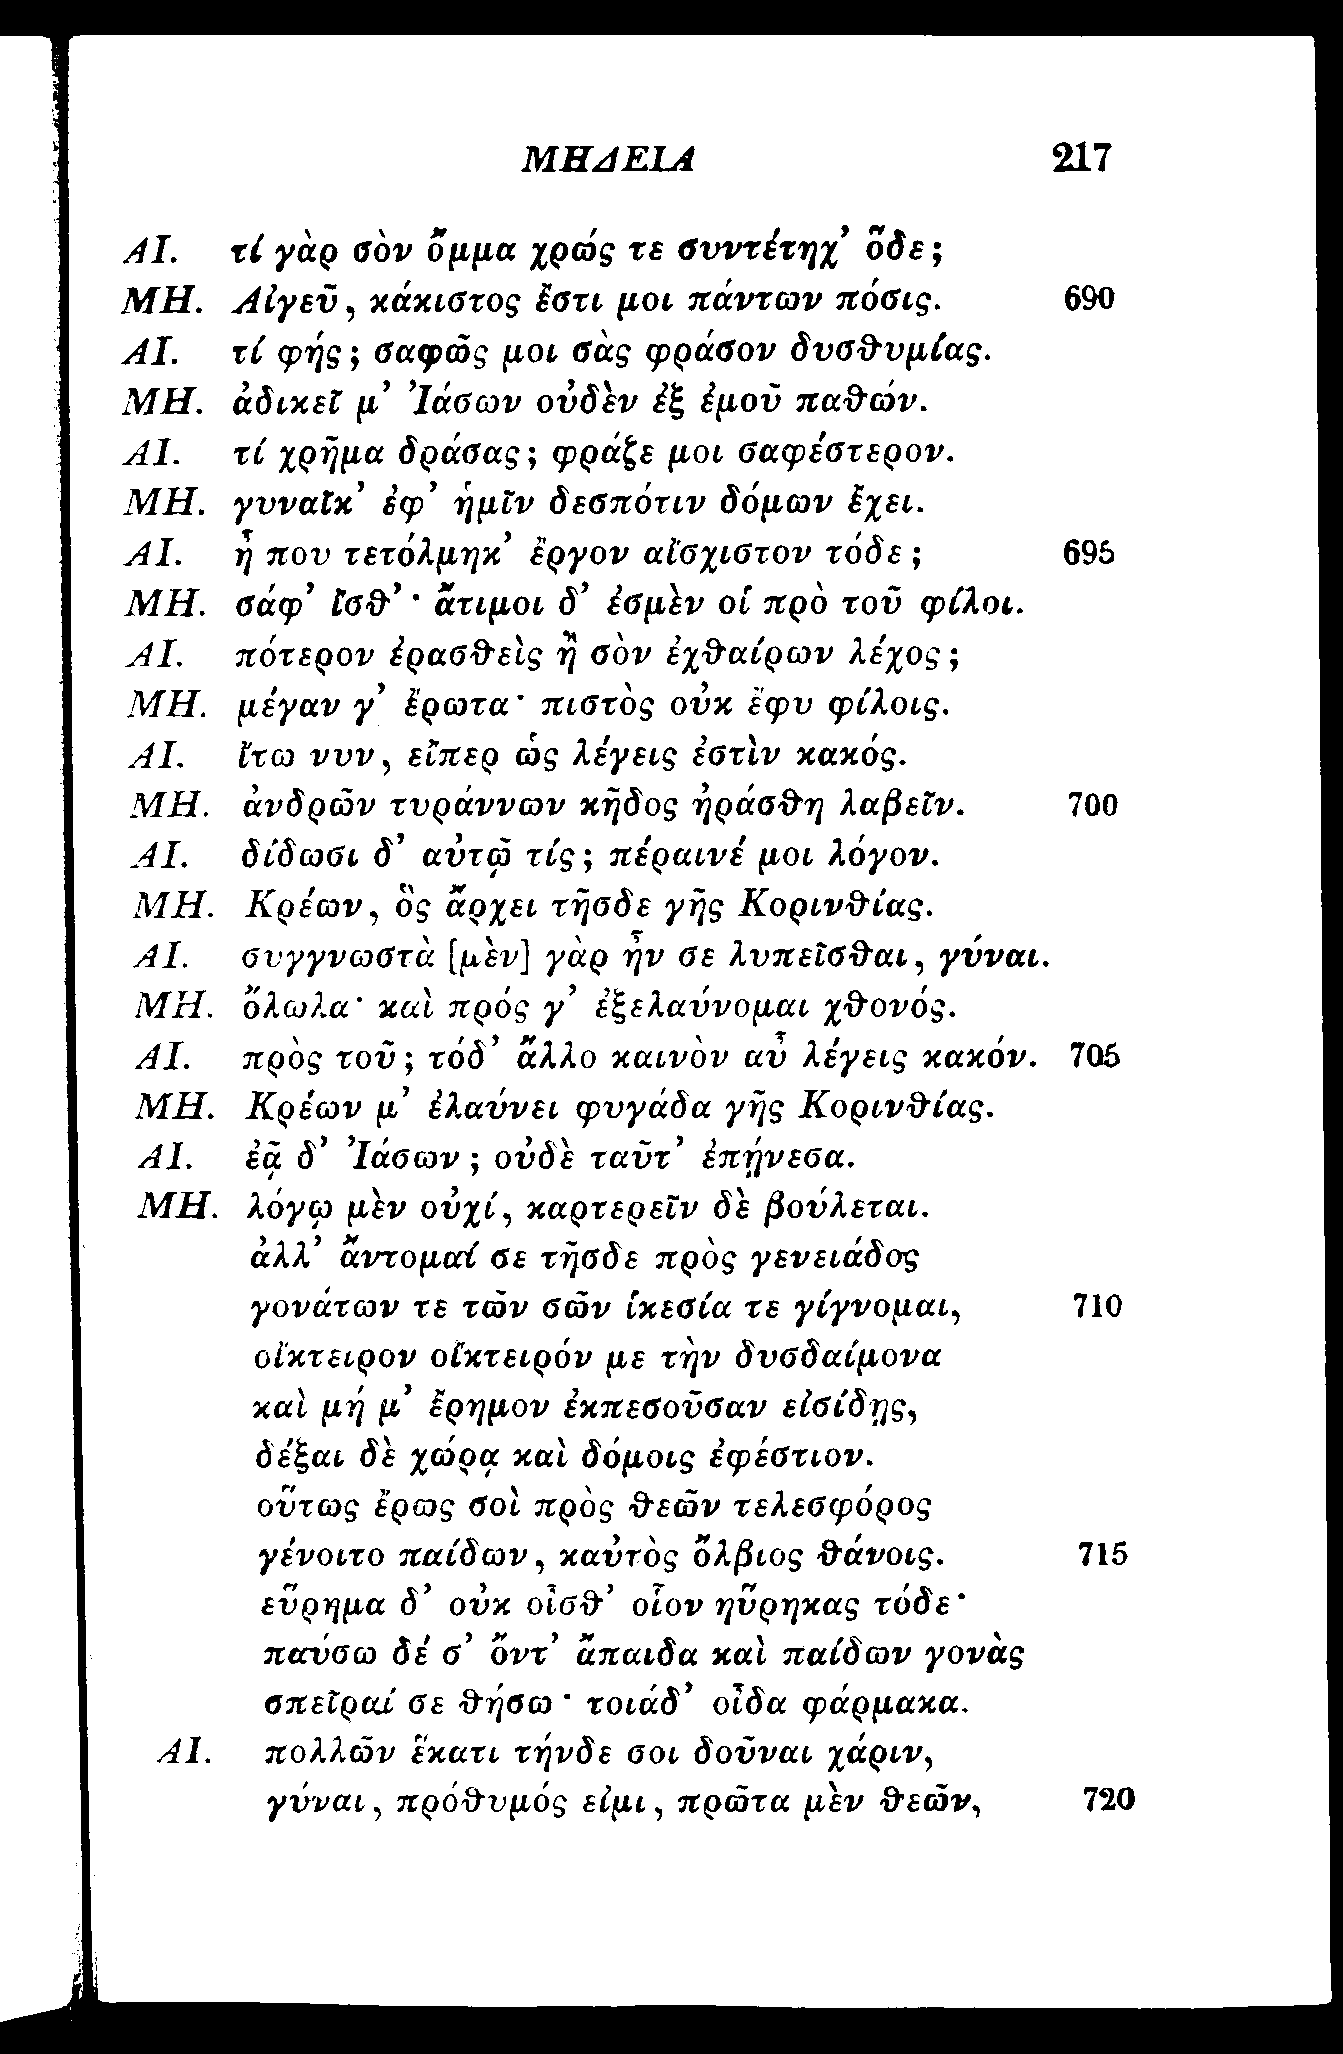 ΜΗΔΕΙΑ 217
ΑΙ. τί γὰρ σὸν ὄμμα χρώς τε συντέτηχ’ ὅδε;
ΜΗ. Αἰγεῦ, κάκιστος ἔστι μοι πάντων πόσις. 690
ΑΙ. τί φής; σαφῶς μοι σὰς φράσον δυσϑυμίας.
ΜΗ. ἀδικεῖ μ’ Ἰάσων οὐδὲν ἐξ ἐμοῦ παϑών.
ΑΙ. τί χρῆμα δράσας; φράζε μοι σαφέστερον.
ΜΗ. γυναῖκ’ ἐφ’ ἡμῖν δεσπότιν δόμων ἔχει.
ΑΙ. ἦ που τετόλμηκ’ ἔργον αἴσχιστον τόδε; 695
ΜΗ. σάφ’ ἴσϑ’· ἄτιμοι δ’ ἐσμὲν οἱ πρὸ τοῦ φίλοι.
ΑΙ. πότερον ἐρασϑεὶς ἢ σὸν ἐχϑαίρων λέχος;
ΜΗ. μέγαν γ’ ἔρωτα· πιστὸς οὐκ ἔφυ φίλοις.
ΑΙ. ἴτω νυν, εἴπερ ὡς λέγεις ἐστὶν κακός.
ΜΗ. ἀνδρῶν τυράννων κῆδος ἠράσϑη λαβεῖν. 700
ΑΙ. δίδωσι δ’ αὐτῷ τίς; πέραινέ μοι λόγον.
ΜΗ. Κρέων, ὃς ἄρχει τῆσδε γῆς Κορινϑίας.
ΑΙ. συγγνωστὰ [μὲν] γὰρ ἦν σε λυπεῖσϑαι, γύναι.
ΜΗ. ὄλωλα· καὶ πρός γ’ ἐξελαύνομαι χϑονός.
ΑΙ. πρὸς τοῦ; τόδ’ ἄλλο καινὸν αὖ λέγεις κακόν. 705
ΜΗ. Κρέων μ’ ἐλαύνει φυγάδα γῆς Κορινϑίας.
ΑΙ. ἐᾷ δ’ Ἰάσων; οὐδὲ ταῦτ’ ἐπῄνεσα.
ΜΗ. λόγῳ μὲν οὐχί, καρτερεῖν δὲ βούλεται.
ἀλλ’ ἄντομαί σε τῆσδε πρὸς γενειάδος
γονάτων τε τῶν σῶν ἱκεσία τε γίγνομαι, 710
οἴκτειρον οἴκτειρόν με τὴν δυσδαίμονα
καὶ μή μ’ ἔρημον ἐκπεσοῦσαν εἰσίδῃς,
δέξαι δὲ χώρᾳ καὶ δόμοις ἐφέστιον.
οὕτως ἔρως σοὶ πρὸς ϑεῶν τελεσφόρος
γένοιτο παίδων, καὐτὸς ὄλβιος ϑάνοις. 715
εὕρημα δ’ οὐκ οἶσϑ’ οἷον ηὕρηκας τόδε·
παύσω δέ σ’ ὄντ’ ἄπαιδα καὶ παίδων γονὰς
σπεῖραί σε ϑήσω· τοιάδ’ οἶδα φάρμακα.
ΑΙ. πολλῶν ἕκατι τήνδε σοι δοῦναι χάριν,
γύναι, πρόϑυμός εἰμι, πρῶτα μὲν ϑεῶν, 720